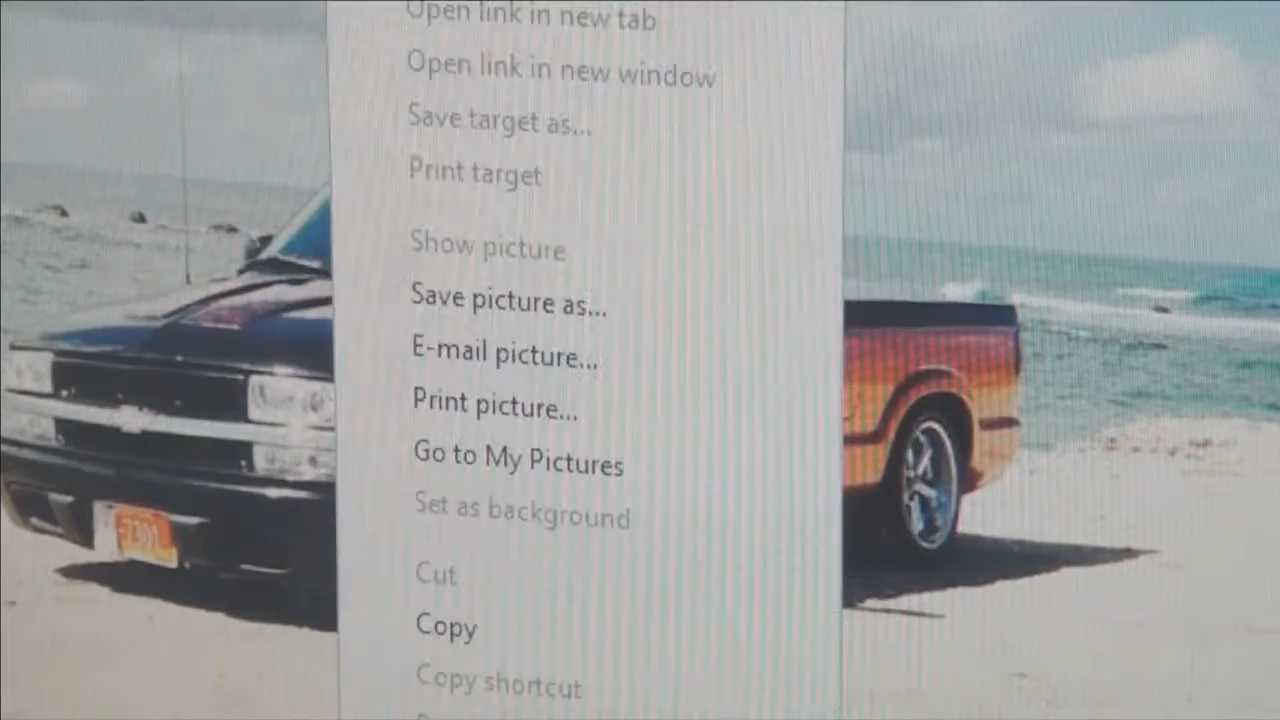 Open link in new tab
Open link in new window
Save target as...
Print target
Show picture
Save picture as...
E-mail picture...
Print picture...
Go to My Pictures
Set as background
Cut
Copy
Copy shortcut